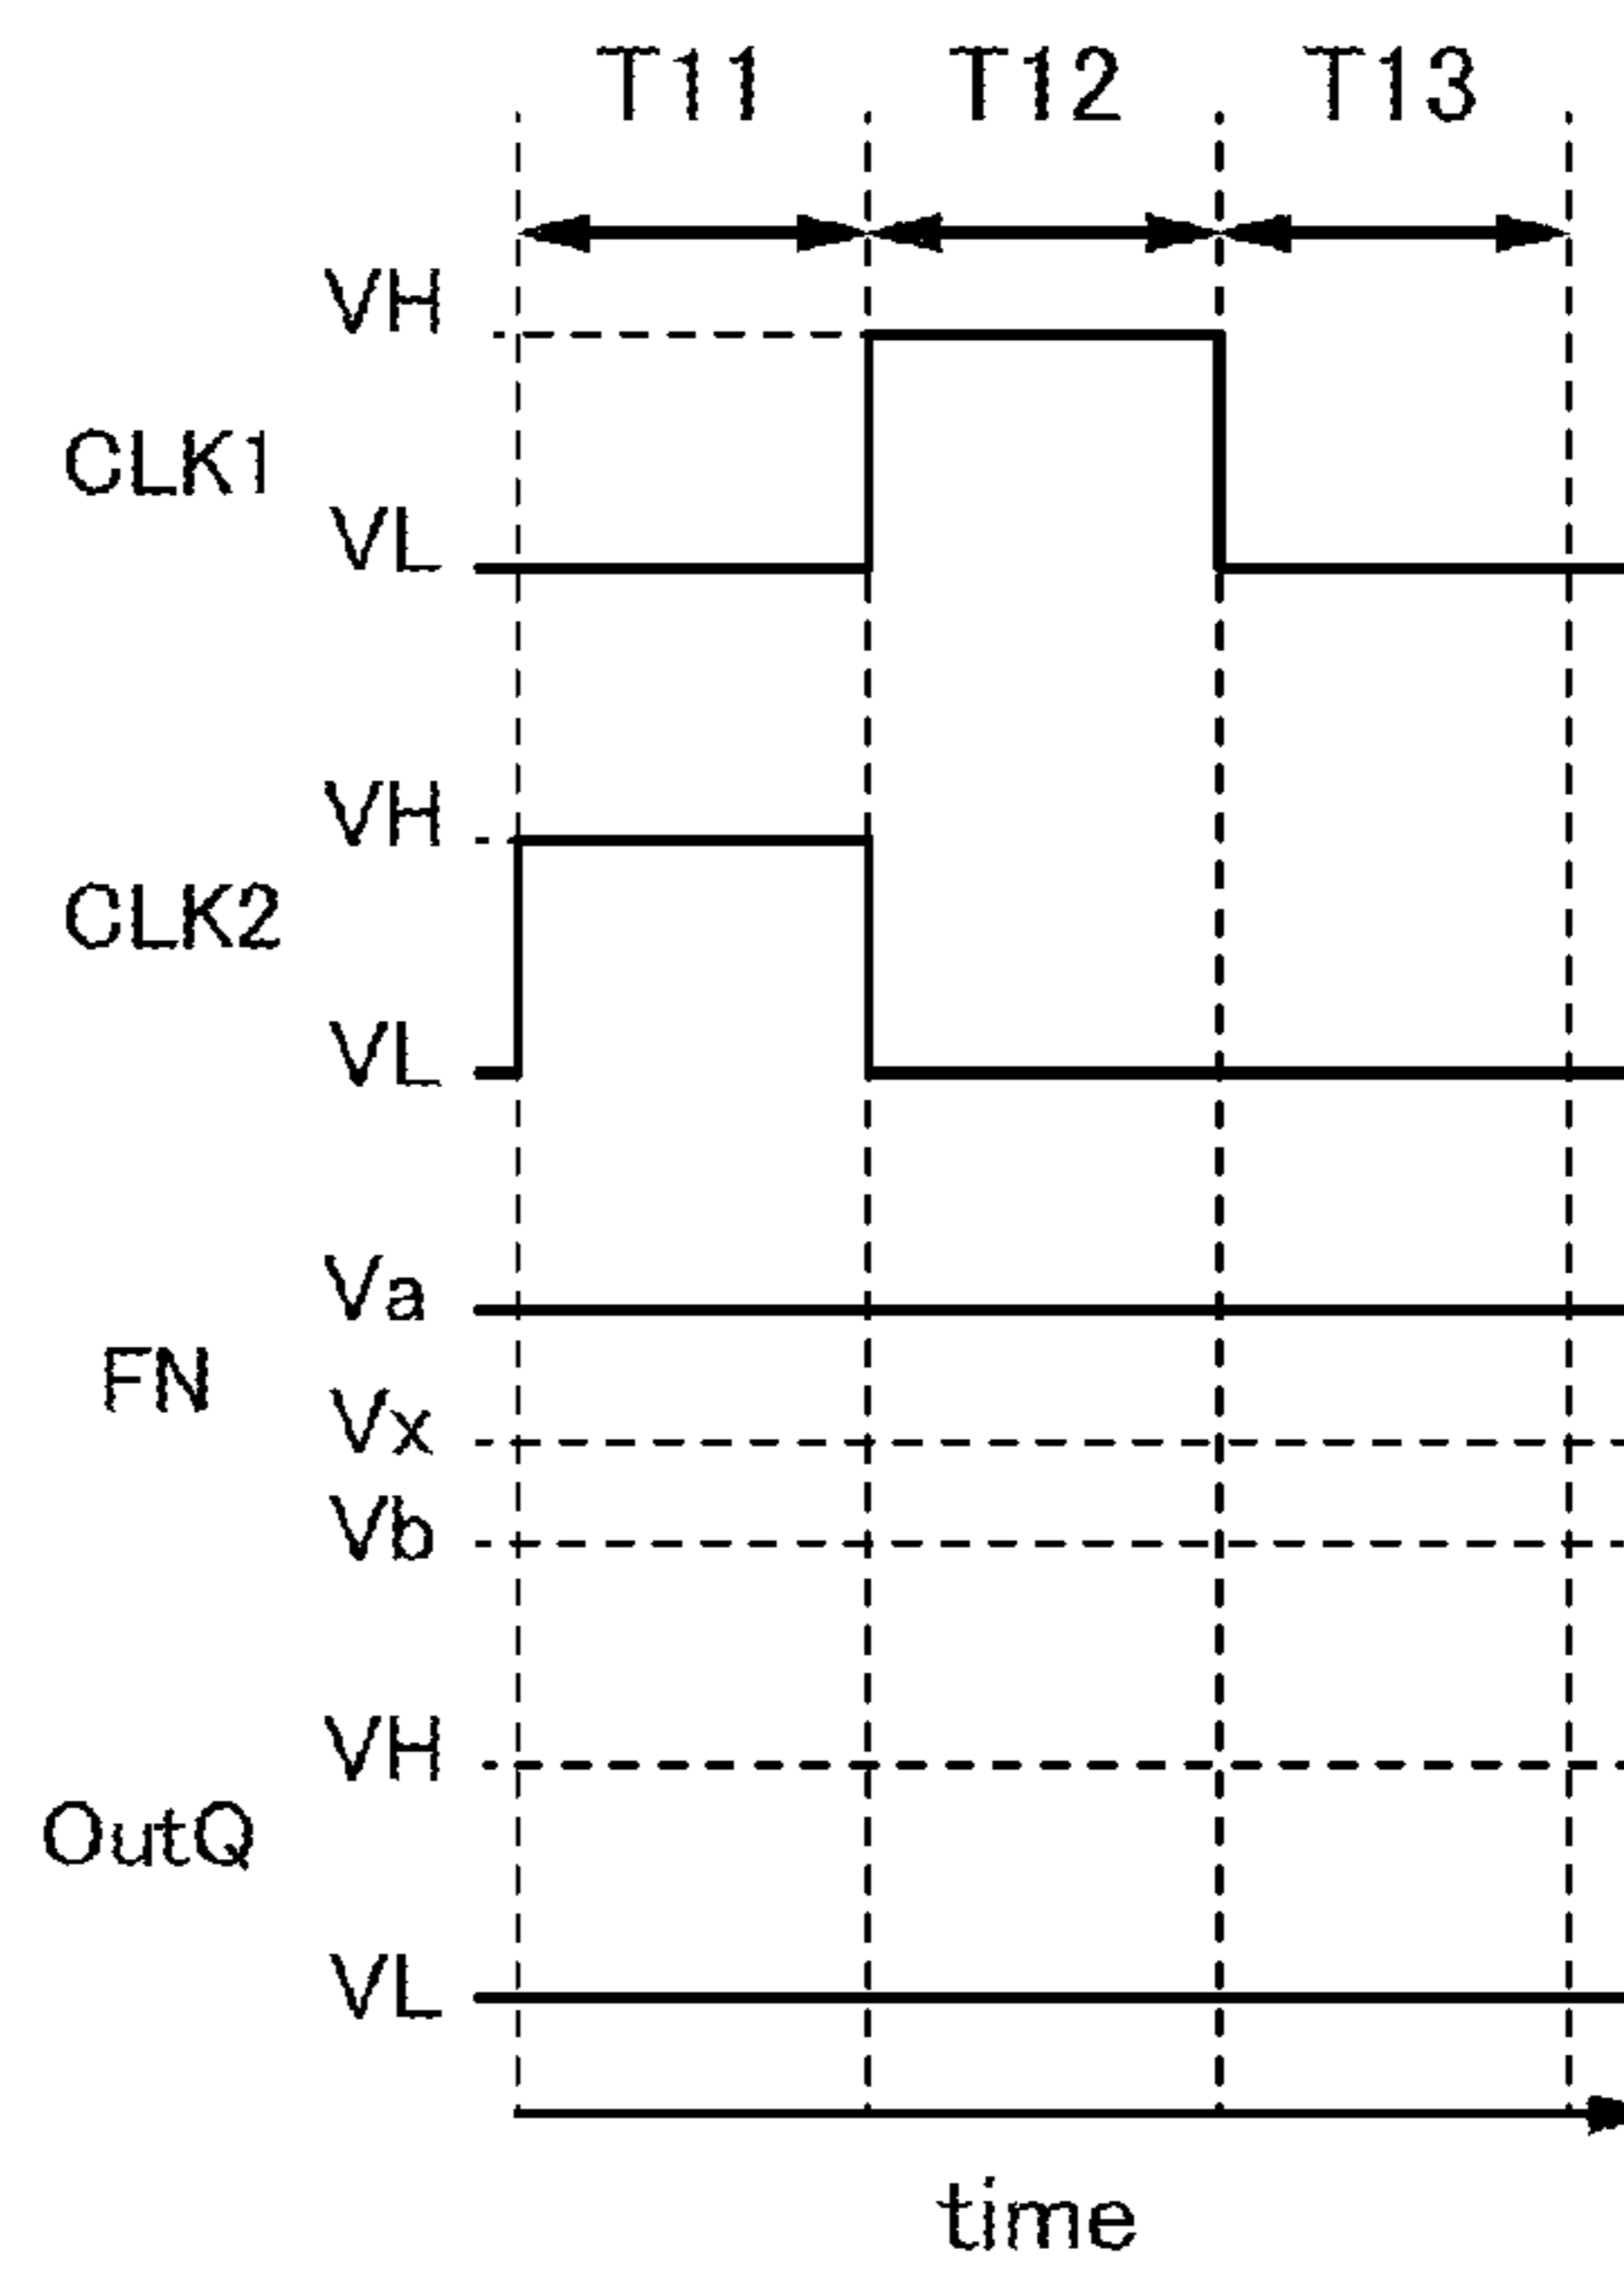 T11 T12 T13
VH
CLK1
VL
VH
CLK2
VL
Va
FN
Vx
Vb
VH
OutQ
VL
time